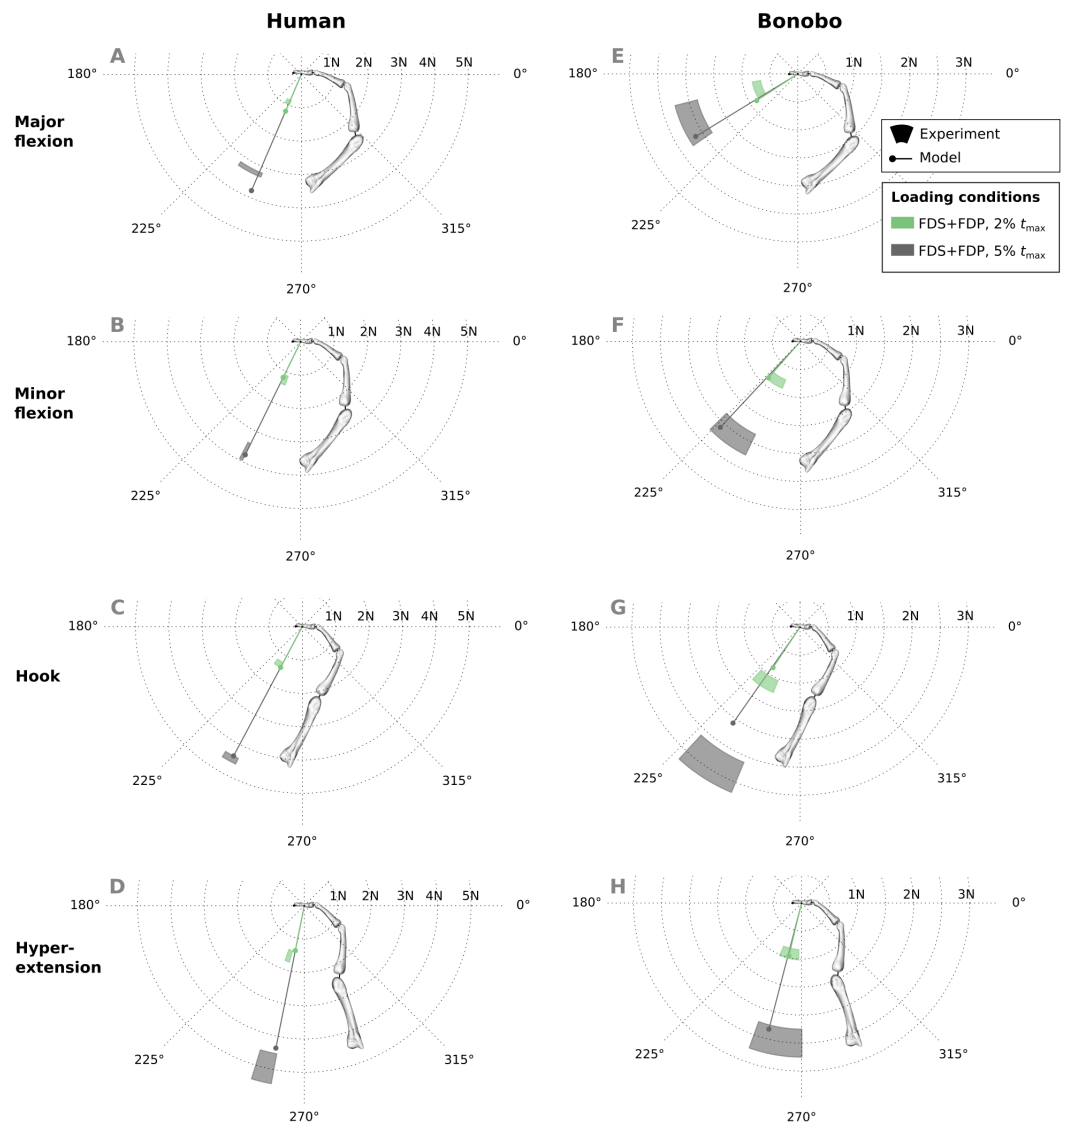 Human
Bonobo
A
180°
1N 2N 3N 4N 5N
0°
Major
flexion
225°
315°
270°
E
180°
1N 2N 3N
0°
225°
270°
Experiment
Model
Loading conditions
FDS+FDP, 2% tmax
FDS+FDP, 5% tmax
B
180°
1N 2N 3N 4N 5N
0°
Minor
flexion
225°
315°
270°
F
180°
1N 2N 3N
0°
225°
315°
270°
C
180°
1N 2N 3N 4N 5N
0°
Hook
225°
315°
270°
G
180°
1N 2N 3N
0°
225°
315°
270°
D
180°
1N 2N 3N 4N 5N
0°
Hyper-
extension
225°
315°
270°
H
180°
1N 2N 3N
0°
225°
315°
270°